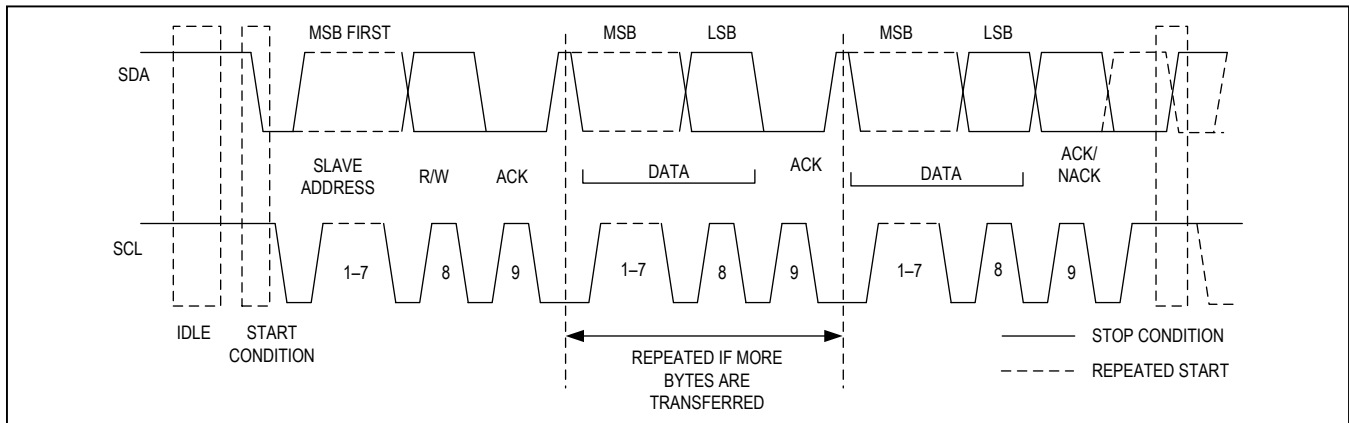 MSB FIRST
MSB
LSB
MSB
LSB
SDA
SLAVE
ADDRESS
R/W
ACK
DATA
ACK
DATA
ACK/
NACK
SCL
1–7
8
9
1–7
8
9
1–7
8
9
IDLE
START
CONDITION
REPEATED IF MORE
BYTES ARE
TRANSFERRED
STOP CONDITION
REPEATED START